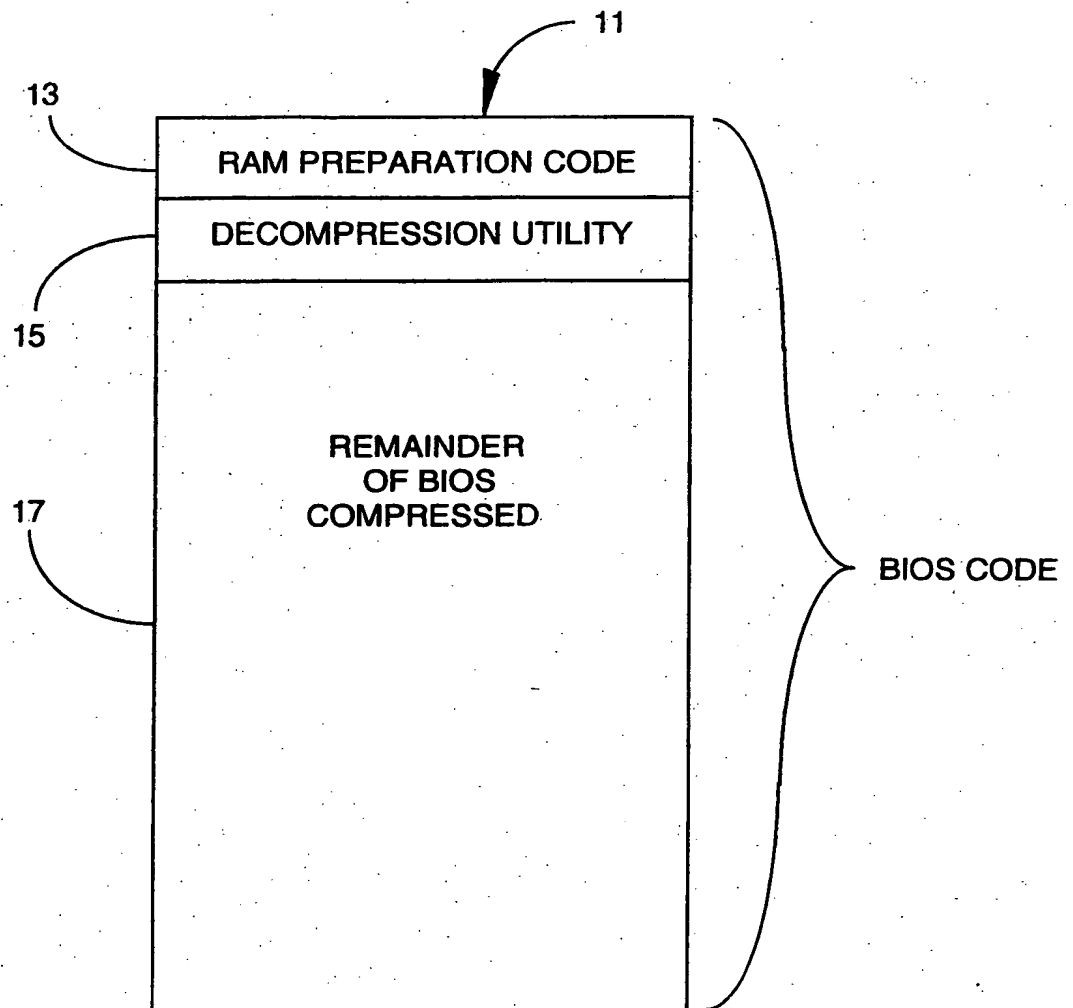 11
13
RAM PREPARATION CODE
DECOMPRESSION UTILITY
15
REMAINDER
OF BIOS
COMPRESSED
17
BIOS CODE